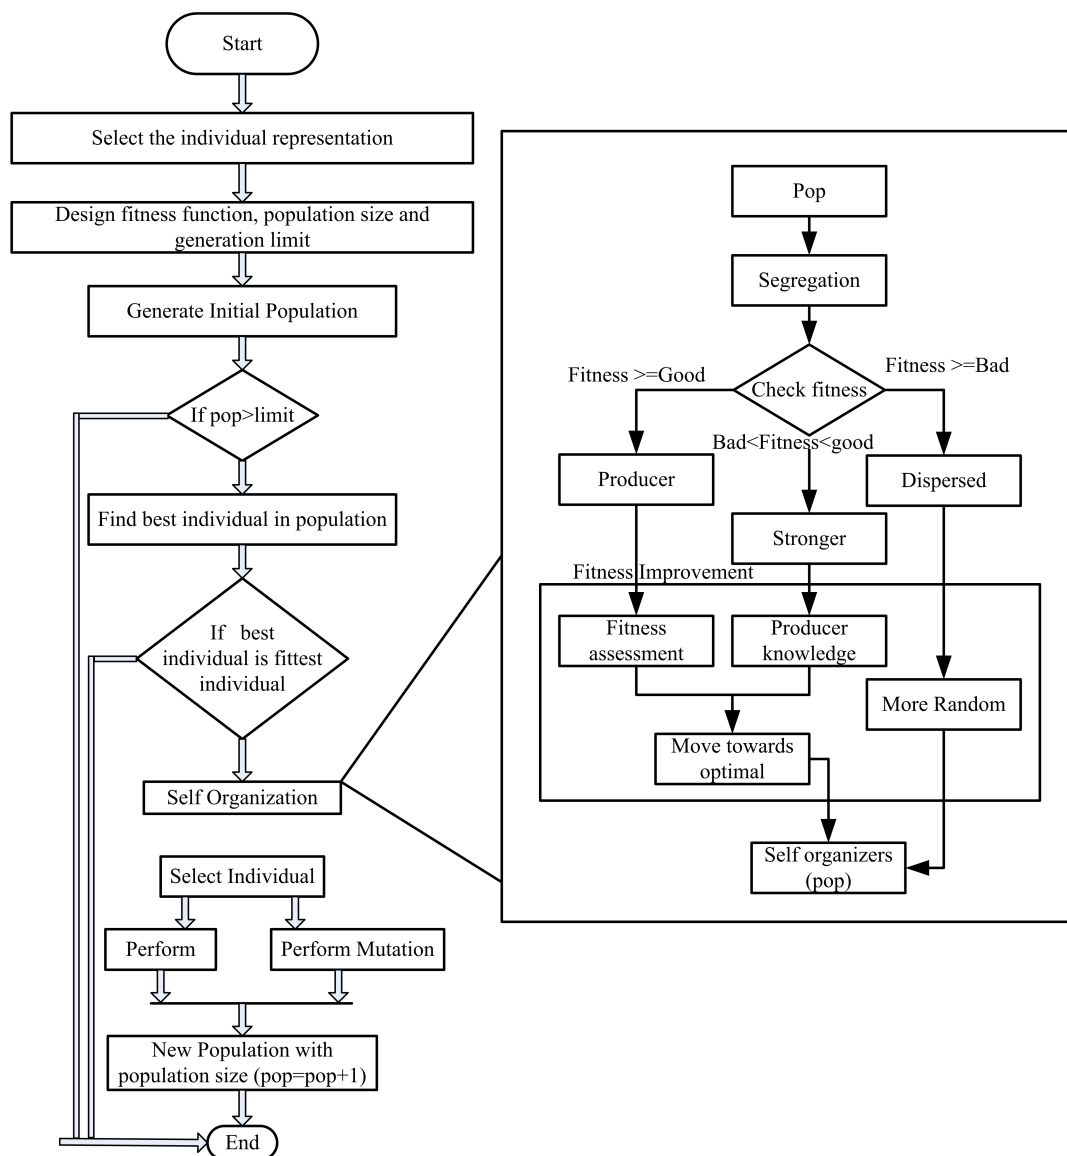 Start
Select the individual representation
Design fitness function, population size and
generation limit
Generate Initial Population
If pop>limit
Find best individual in population
If best
individual is fittest
individual
Self Organization
Select Individual
Perform
Perform Mutation
New Population with
population size (pop=pop+1)
End
Pop
Segregation
Check fitness
Fitness >=Good
Fitness >=Bad
Bad<Fitness<good
Producer
Dispersed
Stronger
Fitness Improvement
Fitness
assessment
Producer
knowledge
More Random
Move towards
optimal
Self organizers
(pop)